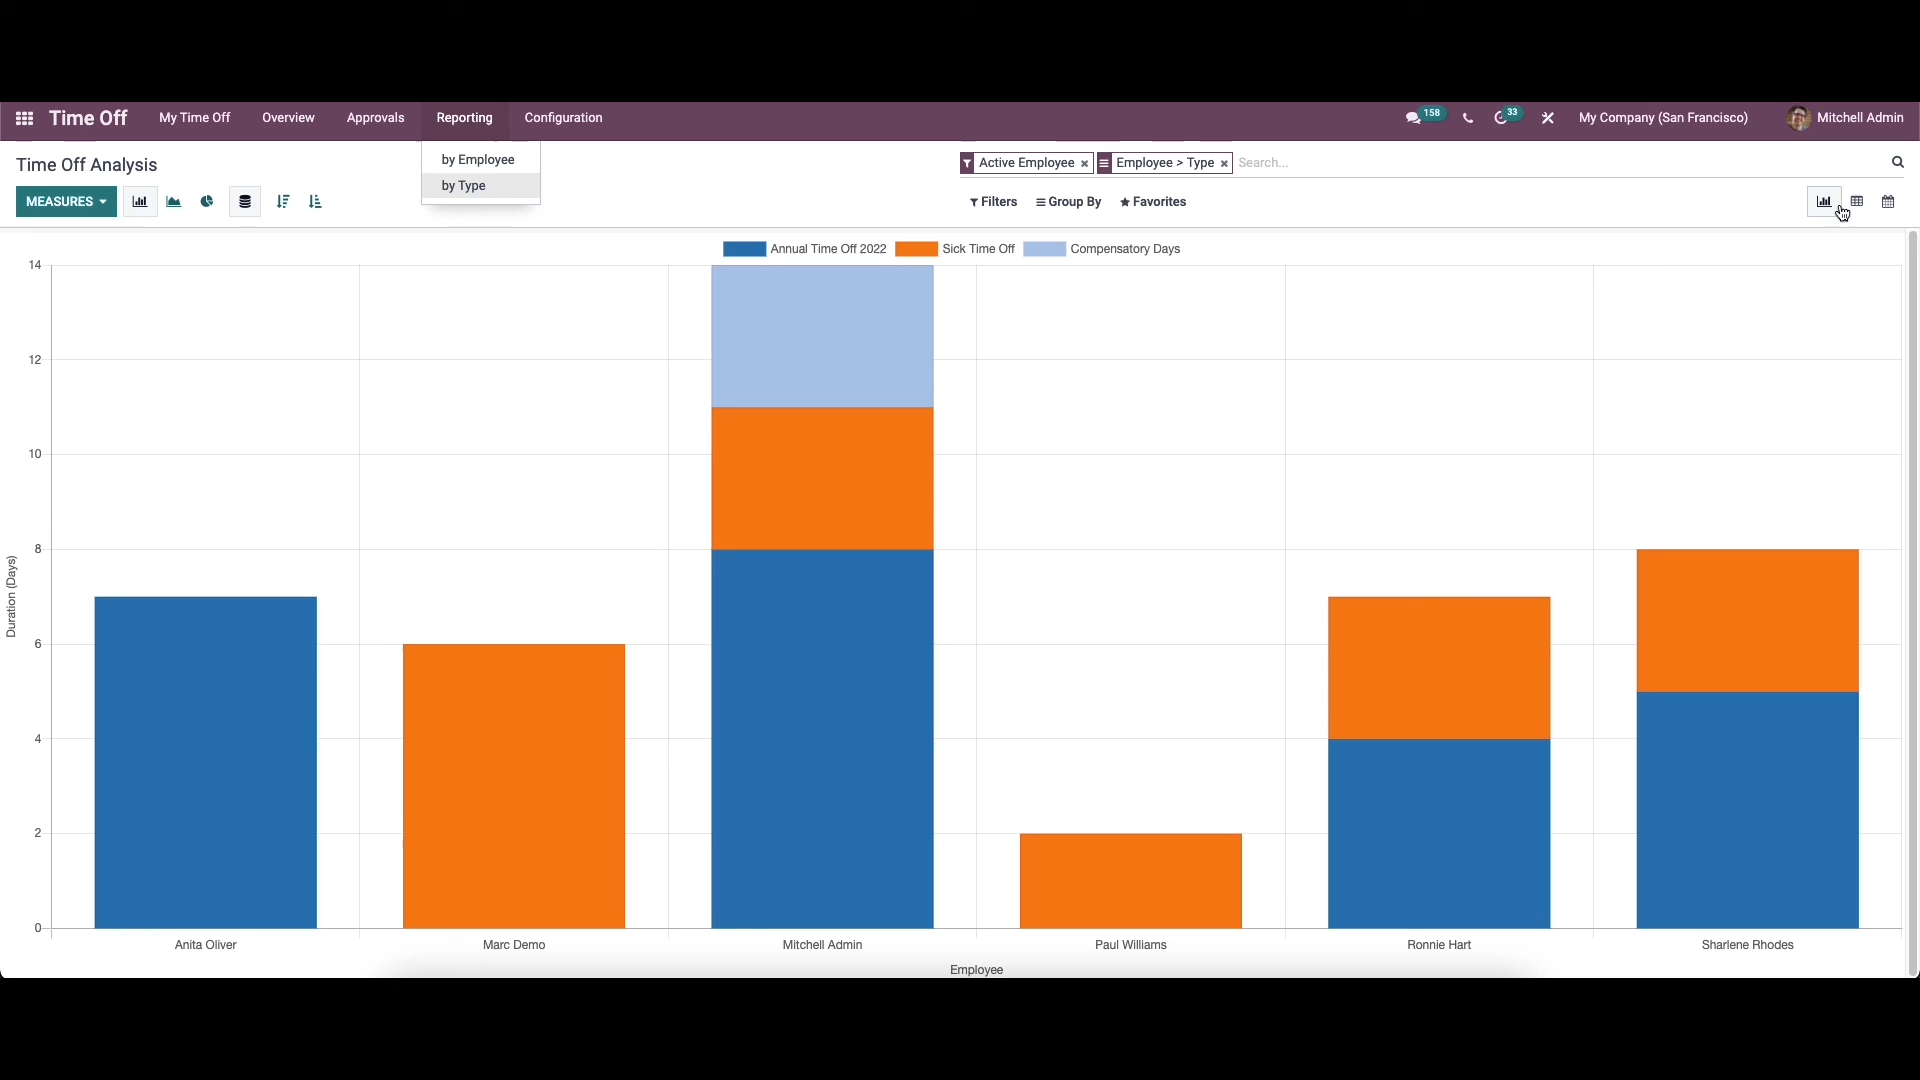 Time Off My Time Off Overview Approvals Reporting Configuration 158 33 My Company (San Francisco) Mitchell Admin
Time Off Analysis
by Employee
by Type
Active Employee × Employee > Type × Search...
MEASURES
Filters Group By Favorites
Annual Time Off 2022 Sick Time Off Compensatory Days
14
12
10
8
6
4
2
0
Duration (Days)
Anita Oliver Marc Demo Mitchell Admin Paul Williams Ronnie Hart Sharlene Rhodes
Employee